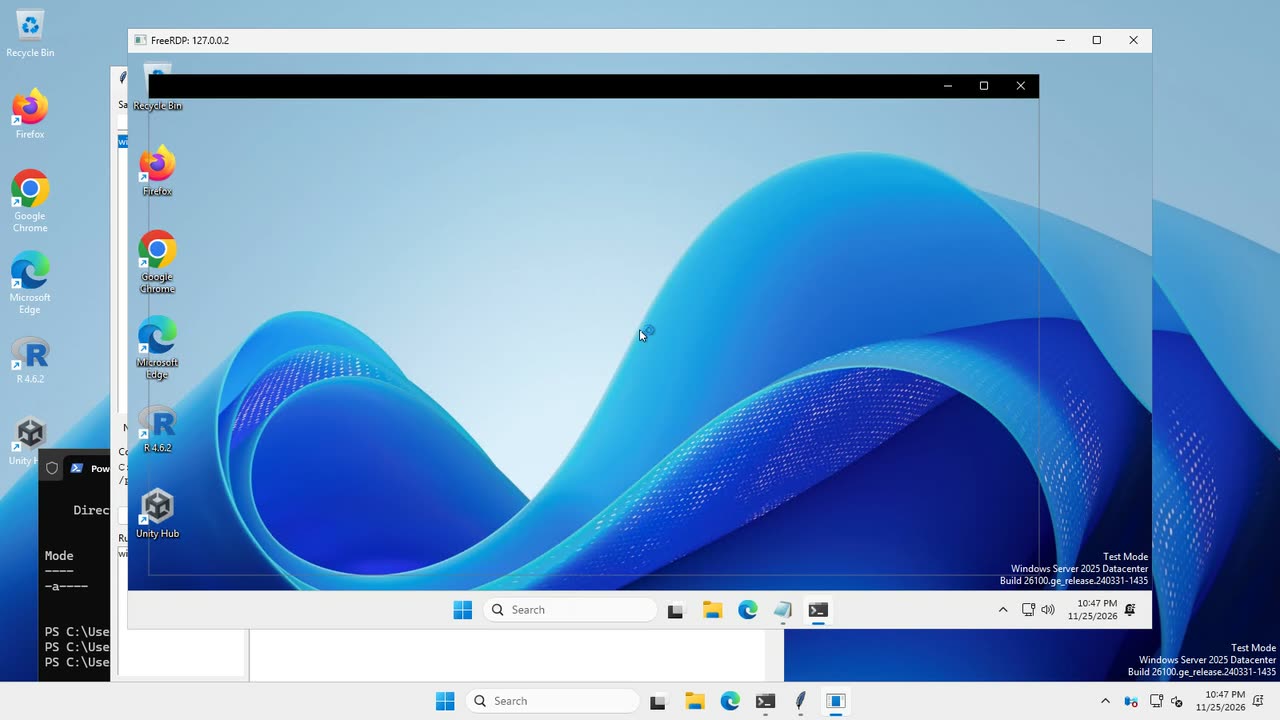 Recycle Bin
Firefox
Google
Chrome
Microsoft
Edge
R 4.6.2
Unity H
Sa
FreeRDP: 127.0.0.2
Recycle Bin
Firefox
Google
Chrome
Microsoft
Edge
R 4.6.2
Unity Hub
Test Mode
Windows Server 2025 Datacenter
Build 26100.ge_release.240331-1435
Search
10:47 PM
11/25/2026
Pow
Direc
Mode
----
-a----
PS C:\Use
PS C:\Use
PS C:\Use
Test Mode
Windows Server 2025 Datacenter
Build 26100.ge_release.240331-1435
Search
10:47 PM
11/25/2026